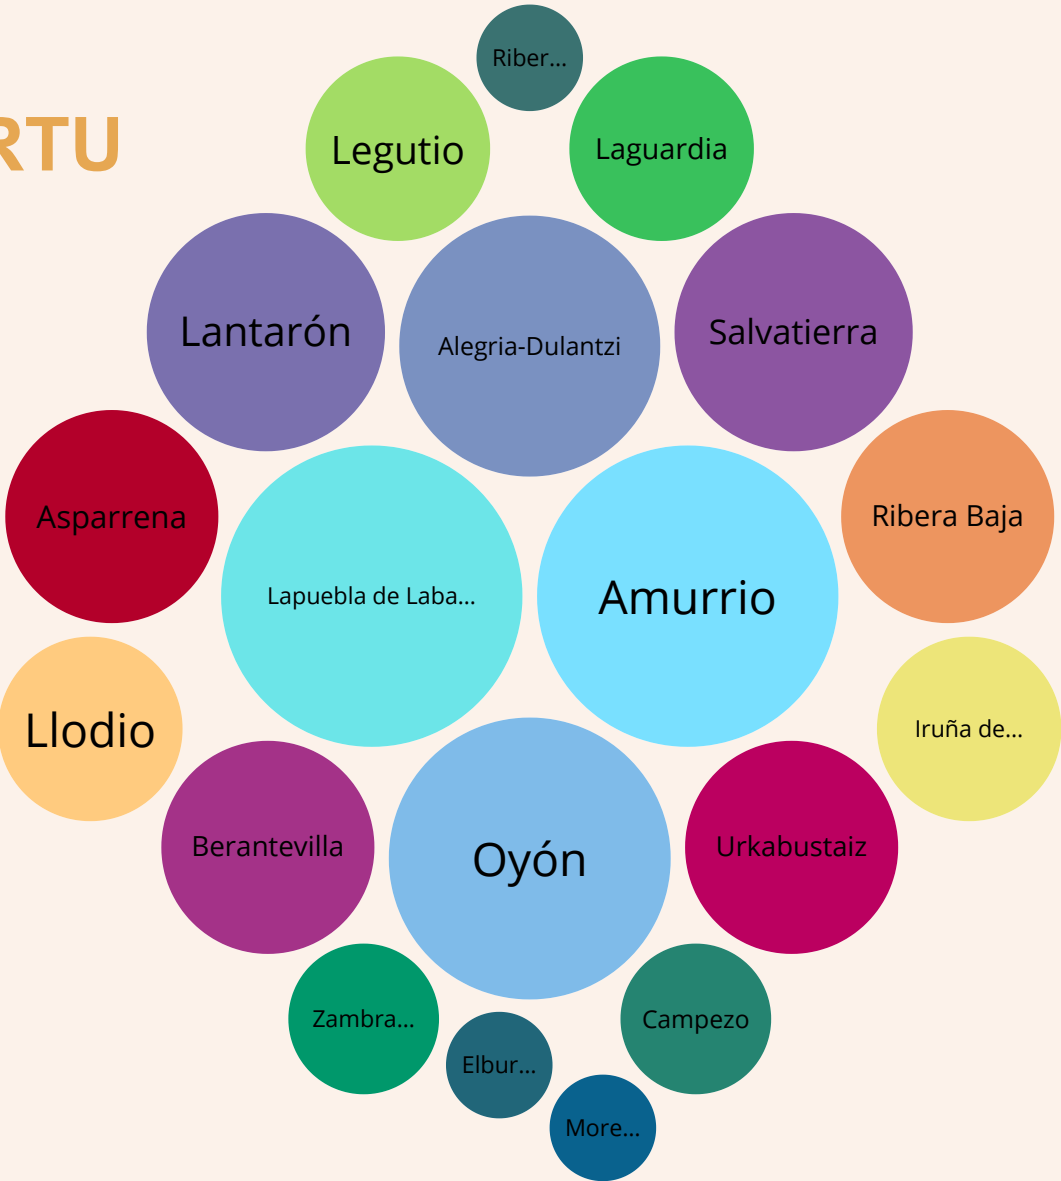 Riber...
RTU
Legutio
Laguardia
Lantarón
Alegria-Dulantzi
Salvatierra
Asparrena
Ribera Baja
Lapuebla de Laba...
Amurrio
Llodio
Iruña de...
Berantevilla
Oyón
Urkabustaiz
Zambra...
Campezo
Elbur...
More...